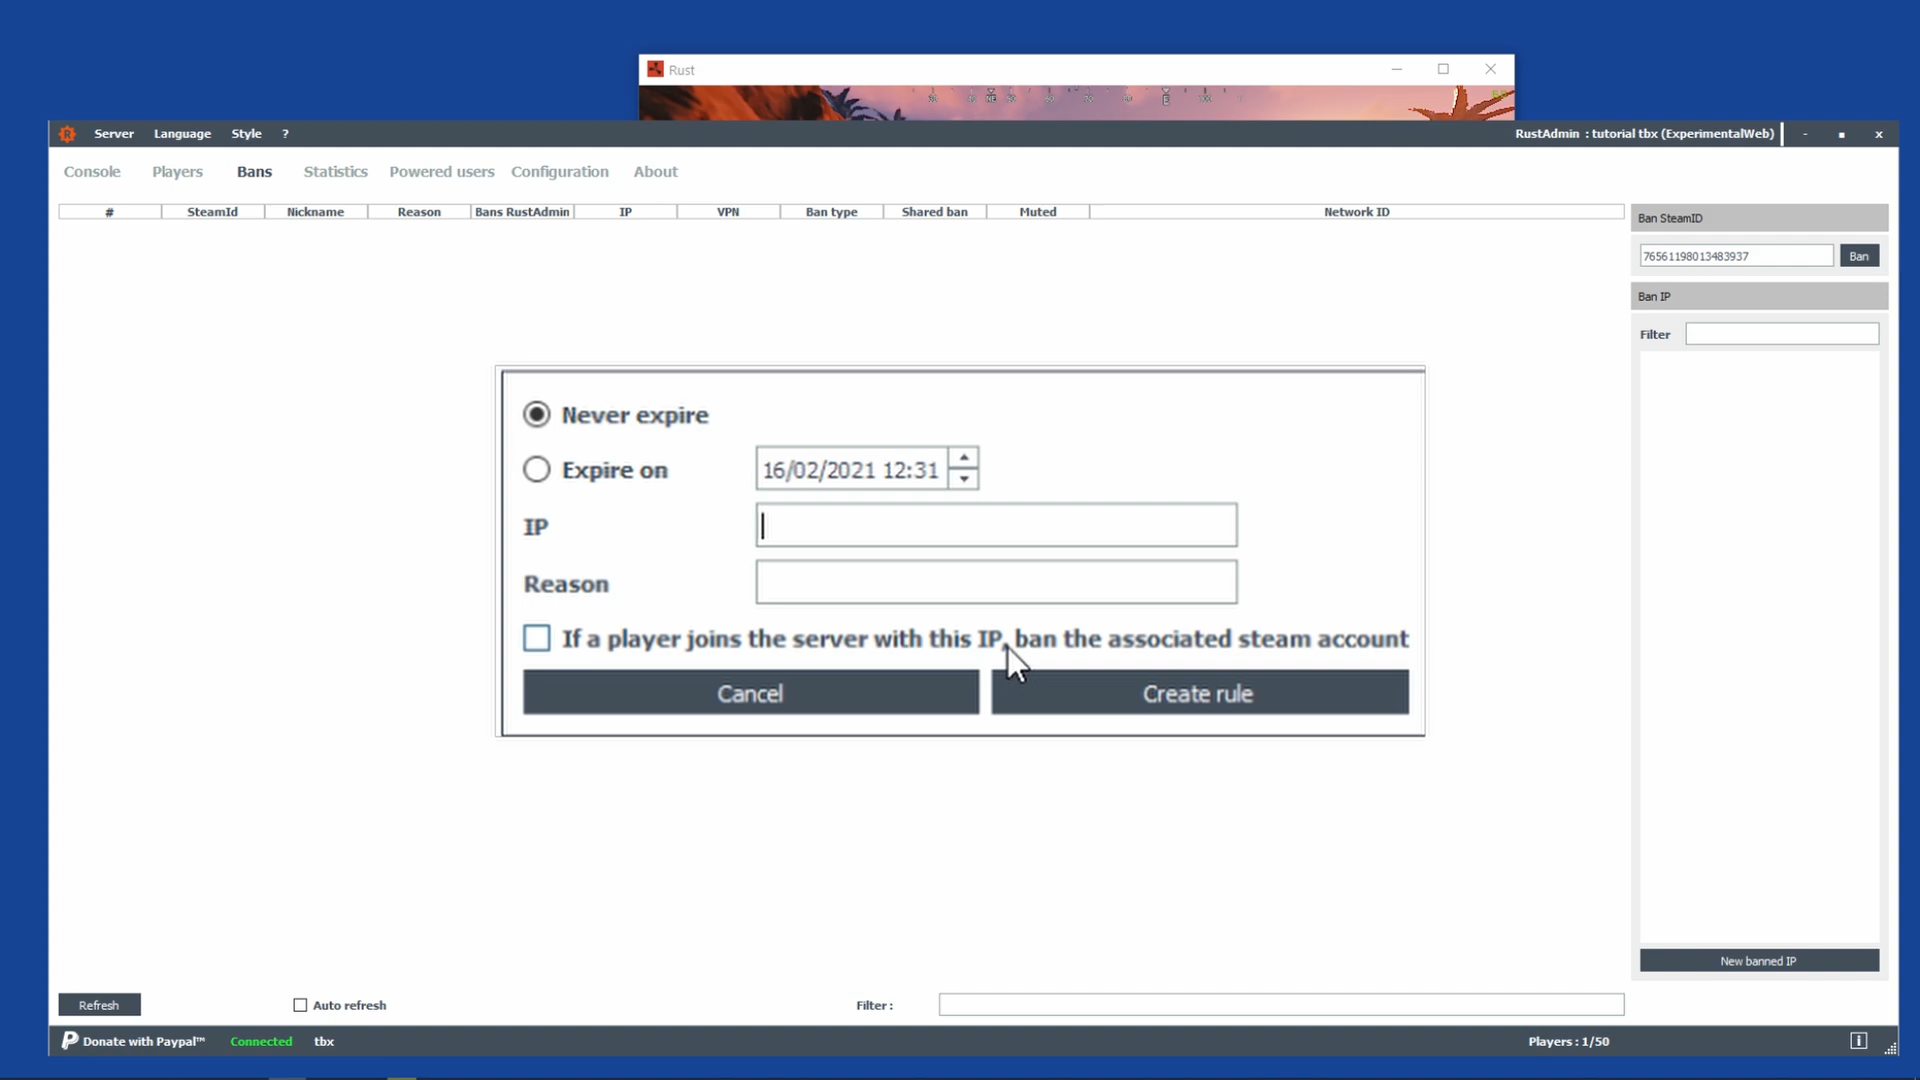 Rust
Server Language Style ?
RustAdmin : tutorial tbx (ExperimentalWeb) - x
Console Players Bans Statistics Powered users Configuration About
# SteamId Nickname Reason Bans RustAdmin IP VPN Ban type Shared ban Muted Network ID
Ban SteamID
76561198013483937 Ban
Ban IP
Filter
Never expire
Expire on 16/02/2021 12:31
IP
Reason
If a player joins the server with this IP, ban the associated steam account
Cancel Create rule
New banned IP
Refresh Auto refresh Filter :
Donate with Paypal™ Connected tbx Players : 1/50 i